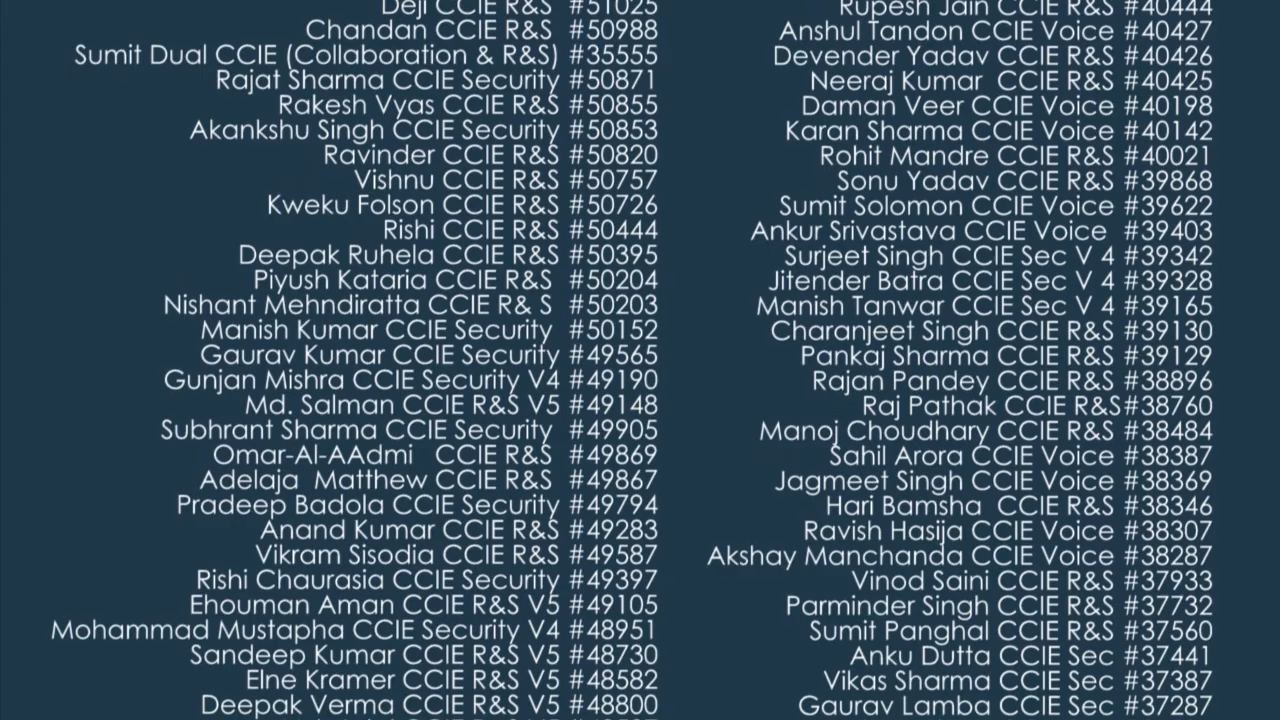 Deji CCIE R&S #51025
Chandan CCIE R&S #50988
Sumit Dual CCIE (Collaboration & R&S) #35555
Rajat Sharma CCIE Security #50871
Rakesh Vyas CCIE R&S #50855
Akankshu Singh CCIE Security #50853
Ravinder CCIE R&S #50820
Vishnu CCIE R&S #50757
Kweku Folson CCIE R&S #50726
Rishi CCIE R&S #50444
Deepak Ruhela CCIE R&S #50395
Piyush Kataria CCIE R&S #50204
Nishant Mehndiratta CCIE R& S #50203
Manish Kumar CCIE Security #50152
Gaurav Kumar CCIE Security #49565
Gunjan Mishra CCIE Security V4 #49190
Md. Salman CCIE R&S V5 #49148
Subhrant Sharma CCIE Security #49905
Omar-Al-AAdmi CCIE R&S #49869
Adelaja Matthew CCIE R&S #49867
Pradeep Badola CCIE Security #49794
Anand Kumar CCIE R&S #49283
Vikram Sisodia CCIE R&S #49587
Rishi Chaurasia CCIE Security #49397
Ehouman Aman CCIE R&S V5 #49105
Mohammad Mustapha CCIE Security V4 #48951
Sandeep Kumar CCIE R&S V5 #48730
Elne Kramer CCIE R&S V5 #48582
Deepak Verma CCIE R&S V5 #48800
Rupesh Jain CCIE R&S #40444
Anshul Tandon CCIE Voice #40427
Devender Yadav CCIE R&S #40426
Neeraj Kumar CCIE R&S #40425
Daman Veer CCIE Voice #40198
Karan Sharma CCIE Voice #40142
Rohit Mandre CCIE R&S #40021
Sonu Yadav CCIE R&S #39868
Sumit Solomon CCIE Voice #39622
Ankur Srivastava CCIE Voice #39403
Surjeet Singh CCIE Sec V 4 #39342
Jitender Batra CCIE Sec V 4 #39328
Manish Tanwar CCIE Sec V 4 #39165
Charanjeet Singh CCIE R&S #39130
Pankaj Sharma CCIE R&S #39129
Rajan Pandey CCIE R&S #38896
Raj Pathak CCIE R&S#38760
Manoj Choudhary CCIE R&S #38484
Sahil Arora CCIE Voice #38387
Jagmeet Singh CCIE Voice #38369
Hari Bamsha CCIE R&S #38346
Ravish Hasija CCIE Voice #38307
Akshay Manchanda CCIE Voice #38287
Vinod Saini CCIE R&S #37933
Parminder Singh CCIE R&S #37732
Sumit Panghal CCIE R&S #37560
Anku Dutta CCIE Sec #37441
Vikas Sharma CCIE Sec #37387
Gaurav Lamba CCIE Sec #37287